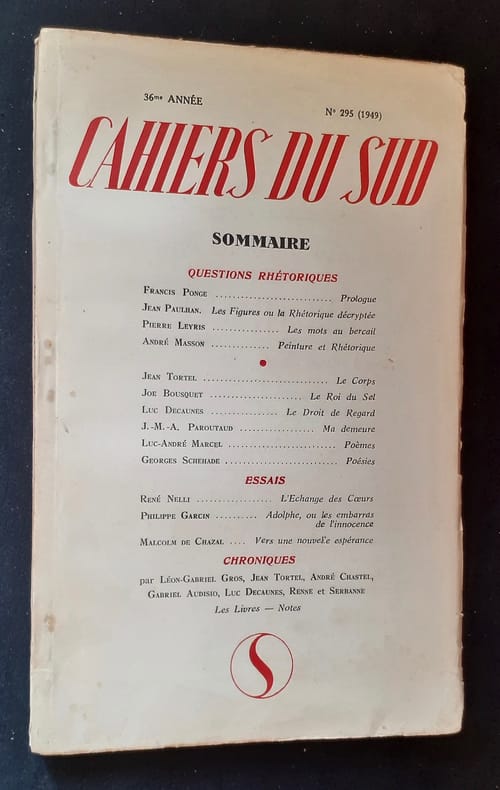 36me ANNÉE
N° 295 (1949)
CAHIERS DU SUD
SOMMAIRE
QUESTIONS RHÉTORIQUES
FRANCIS PONGE ............................ Prologue
JEAN PAULHAN. Les Figures ou la Rhétorique décryptée
PIERRE LEYRIS ................ Les mots au bercail
ANDRÉ MASSON .............. Peinture et Rhétorique
JEAN TORTEL .............................. Le Corps
JOE BOUSQUET ...................... Le Roi du Sel
LUC DECAUNES ................ Le Droit de Regard
J.-M.-A. PAROUTAUD .................. Ma demeure
LUC-ANDRÉ MARCEL .......................... Poèmes
GEORGES SCHEHADE ........................... Poésies
ESSAIS
RENÉ NELLI .................. L'Echange des Cœurs
PHILIPPE GARCIN .......... Adolphe, ou les embarras
de l'innocence
MALCOLM DE CHAZAL .... Vers une nouvelle espérance
CHRONIQUES
par LÉON-GABRIEL GROS, JEAN TORTEL, ANDRÉ CHASTEL,
GABRIEL AUDISIO, LUC DECAUNES, RENNE et SERBANNE
Les Livres — Notes
S